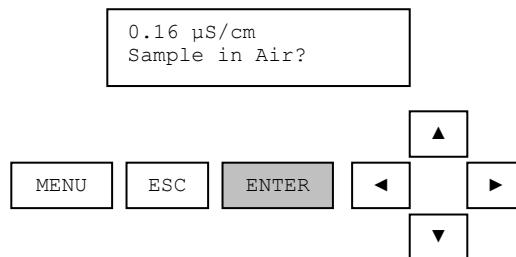 0.16 µS/cm
Sample in Air?
▲
MENU ESC ENTER ◄ ►
▼